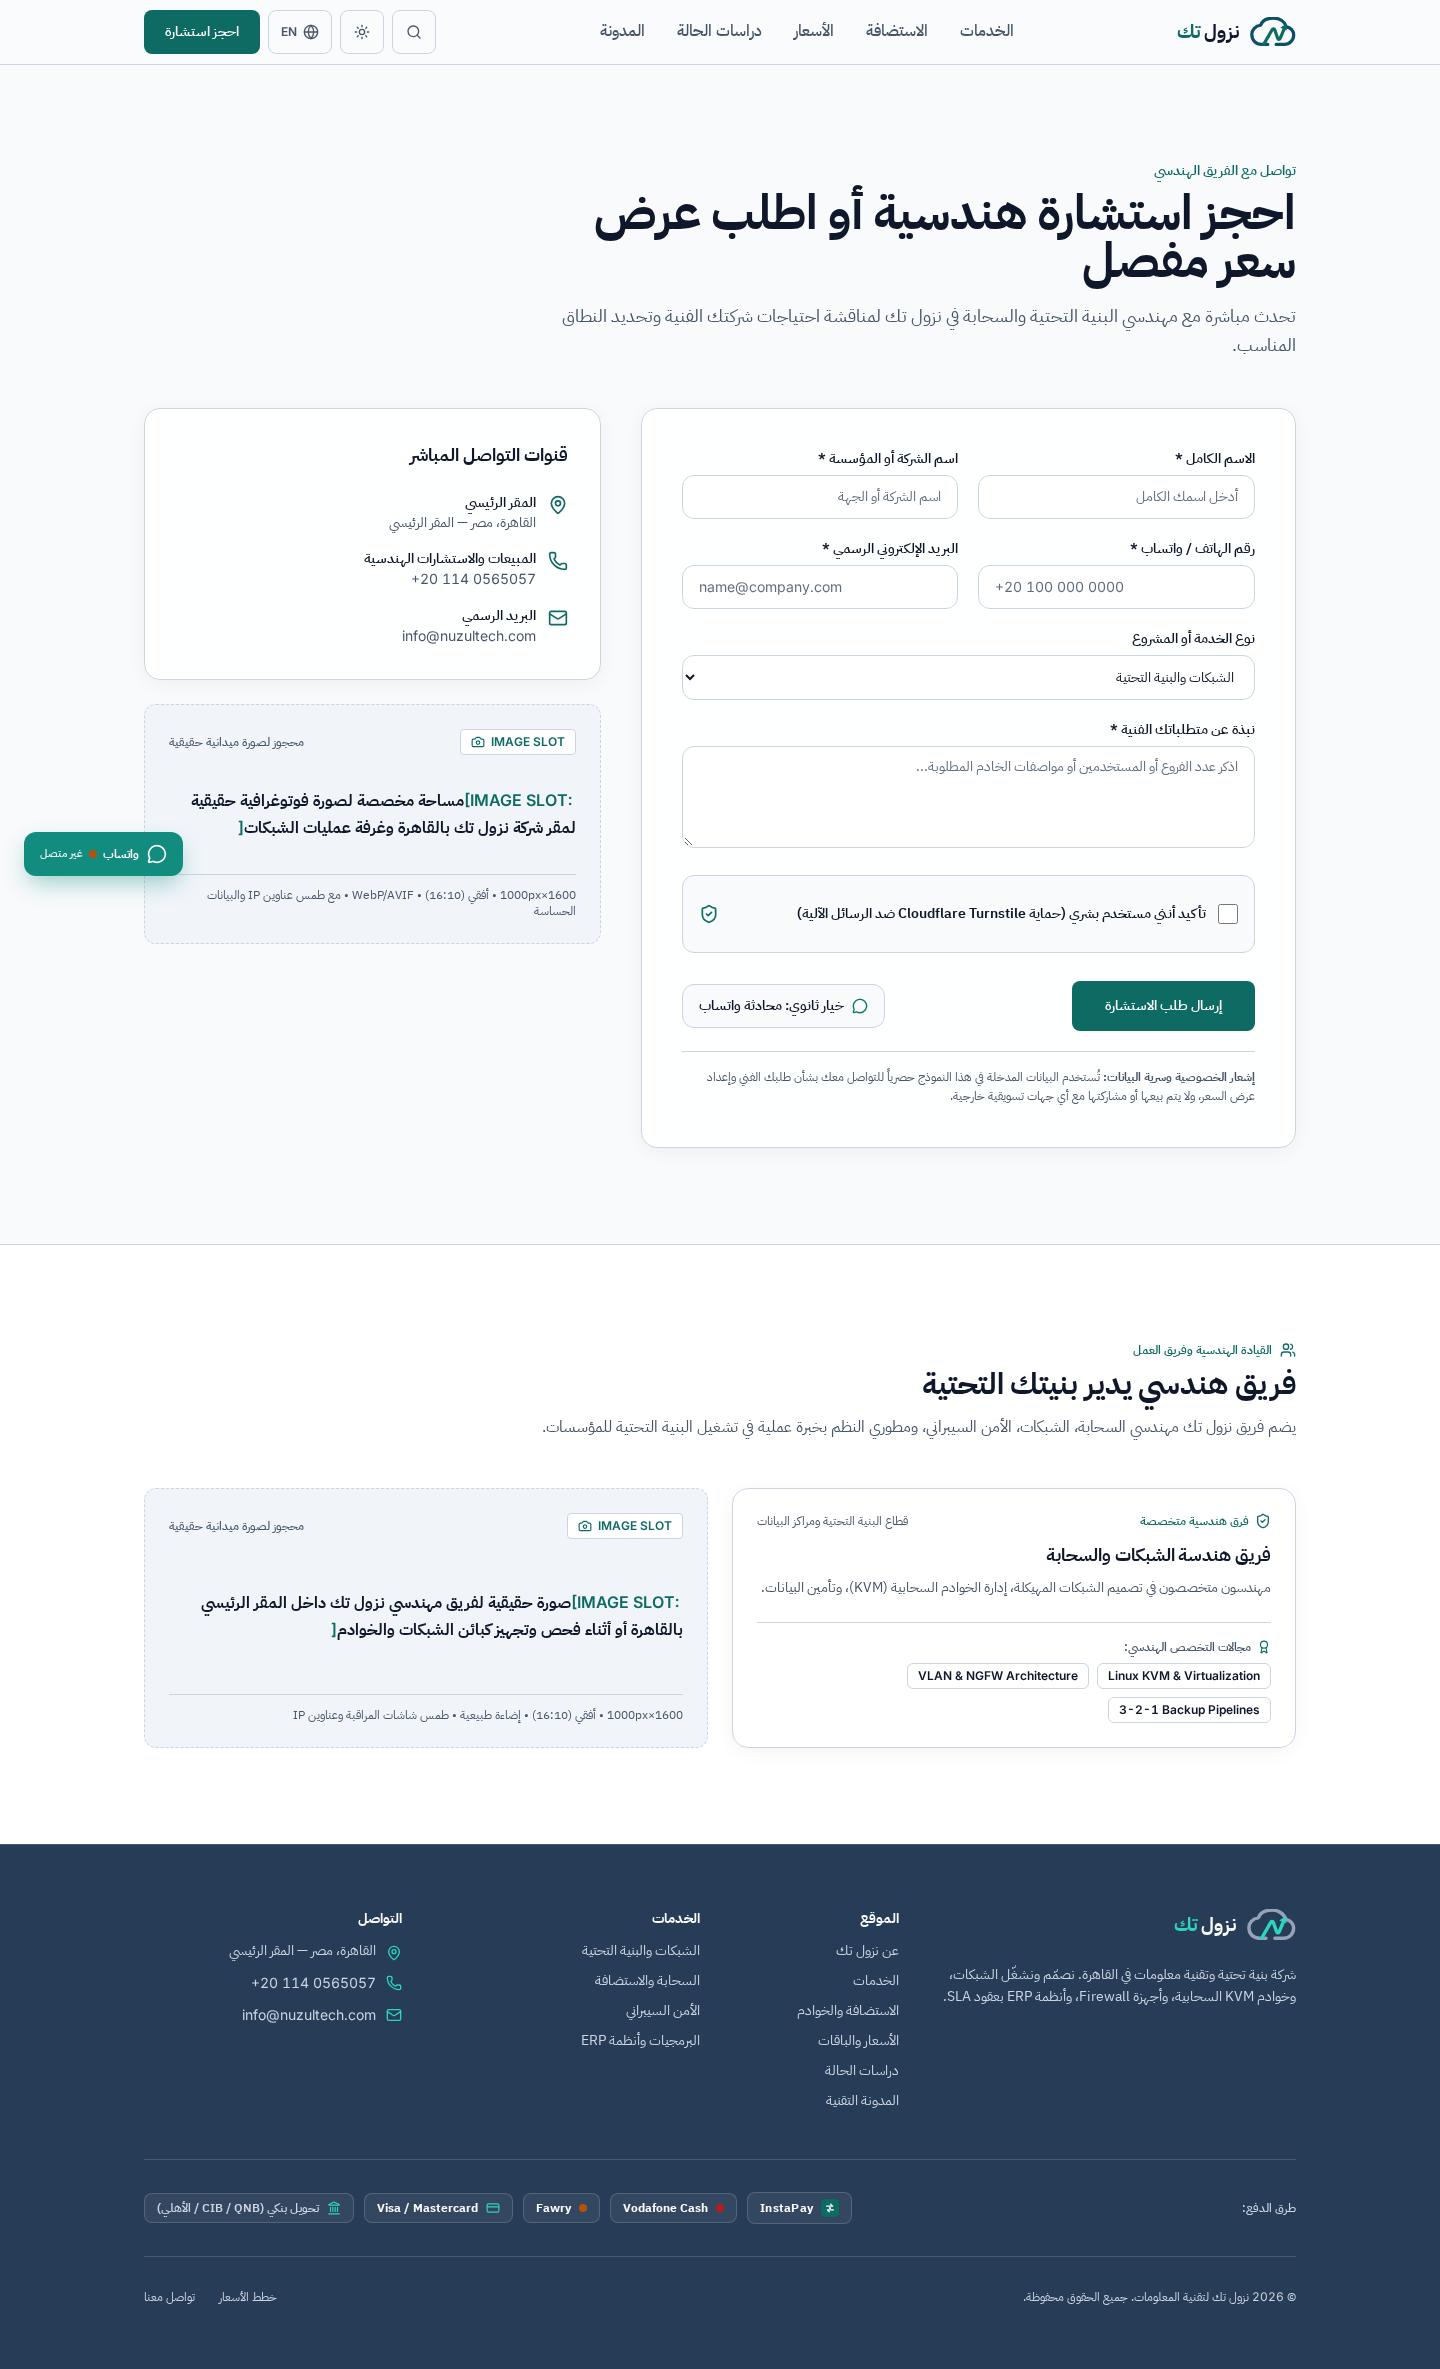 نزول تك
الخدمات
الاستضافة
الأسعار
دراسات الحالة
المدونة
EN
احجز استشارة
تواصل مع الفريق الهندسي
احجز استشارة هندسية أو اطلب عرض
سعر مفصل
تحدث مباشرة مع مهندسي البنية التحتية والسحابة في نزول تك لمناقشة احتياجات شركتك الفنية وتحديد النطاق
المناسب.
الاسم الكامل *
اسم الشركة أو المؤسسة *
أدخل اسمك الكامل
اسم الشركة أو الجهة
رقم الهاتف / واتساب *
البريد الإلكتروني الرسمي *
+20 100 000 0000
name@company.com
نوع الخدمة أو المشروع
الشبكات والبنية التحتية
نبذة عن متطلباتك الفنية *
اذكر عدد الفروع أو المستخدمين أو مواصفات الخادم المطلوبة...
تأكيد أنني مستخدم بشري (حماية Cloudflare Turnstile ضد الرسائل الآلية)
إرسال طلب الاستشارة
خيار ثانوي: محادثة واتساب
إشعار الخصوصية وسرية البيانات: تُستخدم البيانات المدخلة في هذا النموذج حصرياً للتواصل معك بشأن طلبك الفني وإعداد
عرض السعر، ولا يتم بيعها أو مشاركتها مع أي جهات تسويقية خارجية.
قنوات التواصل المباشر
المقر الرئيسي
القاهرة، مصر — المقر الرئيسي
المبيعات والاستشارات الهندسية
+20 114 0565057
البريد الرسمي
info@nuzultech.com
IMAGE SLOT
محجوز لصورة ميدانية حقيقية
[IMAGE SLOT: مساحة مخصصة لصورة فوتوغرافية حقيقية
لمقر شركة نزول تك بالقاهرة وغرفة عمليات الشبكات]
1600×1000px • أفقي (16:10) • WebP/AVIF • مع طمس عناوين IP والبيانات
الحساسة
واتساب
غير متصل
القيادة الهندسية وفريق العمل
فريق هندسي يدير بنيتك التحتية
يضم فريق نزول تك مهندسي السحابة، الشبكات، الأمن السيبراني، ومطوري النظم بخبرة عملية في تشغيل البنية التحتية للمؤسسات.
فرق هندسية متخصصة
قطاع البنية التحتية ومراكز البيانات
فريق هندسة الشبكات والسحابة
مهندسون متخصصون في تصميم الشبكات المهيكلة، إدارة الخوادم السحابية (KVM)، وتأمين البيانات.
مجالات التخصص الهندسي:
Linux KVM & Virtualization
VLAN & NGFW Architecture
3-2-1 Backup Pipelines
IMAGE SLOT
محجوز لصورة ميدانية حقيقية
[IMAGE SLOT: صورة حقيقية لفريق مهندسي نزول تك داخل المقر الرئيسي
بالقاهرة أو أثناء فحص وتجهيز كبائن الشبكات والخوادم]
1600×1000px • أفقي (16:10) • إضاءة طبيعية • طمس شاشات المراقبة وعناوين IP
نزول تك
شركة بنية تحتية وتقنية معلومات في القاهرة. نصمّم ونشغّل الشبكات،
وخوادم KVM السحابية، وأجهزة Firewall، وأنظمة ERP بعقود SLA.
الموقع
عن نزول تك
الخدمات
الاستضافة والخوادم
الأسعار والباقات
دراسات الحالة
المدونة التقنية
الخدمات
الشبكات والبنية التحتية
السحابة والاستضافة
الأمن السيبراني
البرمجيات وأنظمة ERP
التواصل
القاهرة، مصر — المقر الرئيسي
+20 114 0565057
info@nuzultech.com
طرق الدفع:
InstaPay
Vodafone Cash
Fawry
Visa / Mastercard
تحويل بنكي (CIB / QNB / الأهلي)
© 2026 نزول تك لتقنية المعلومات. جميع الحقوق محفوظة.
خطط الأسعار
تواصل معنا